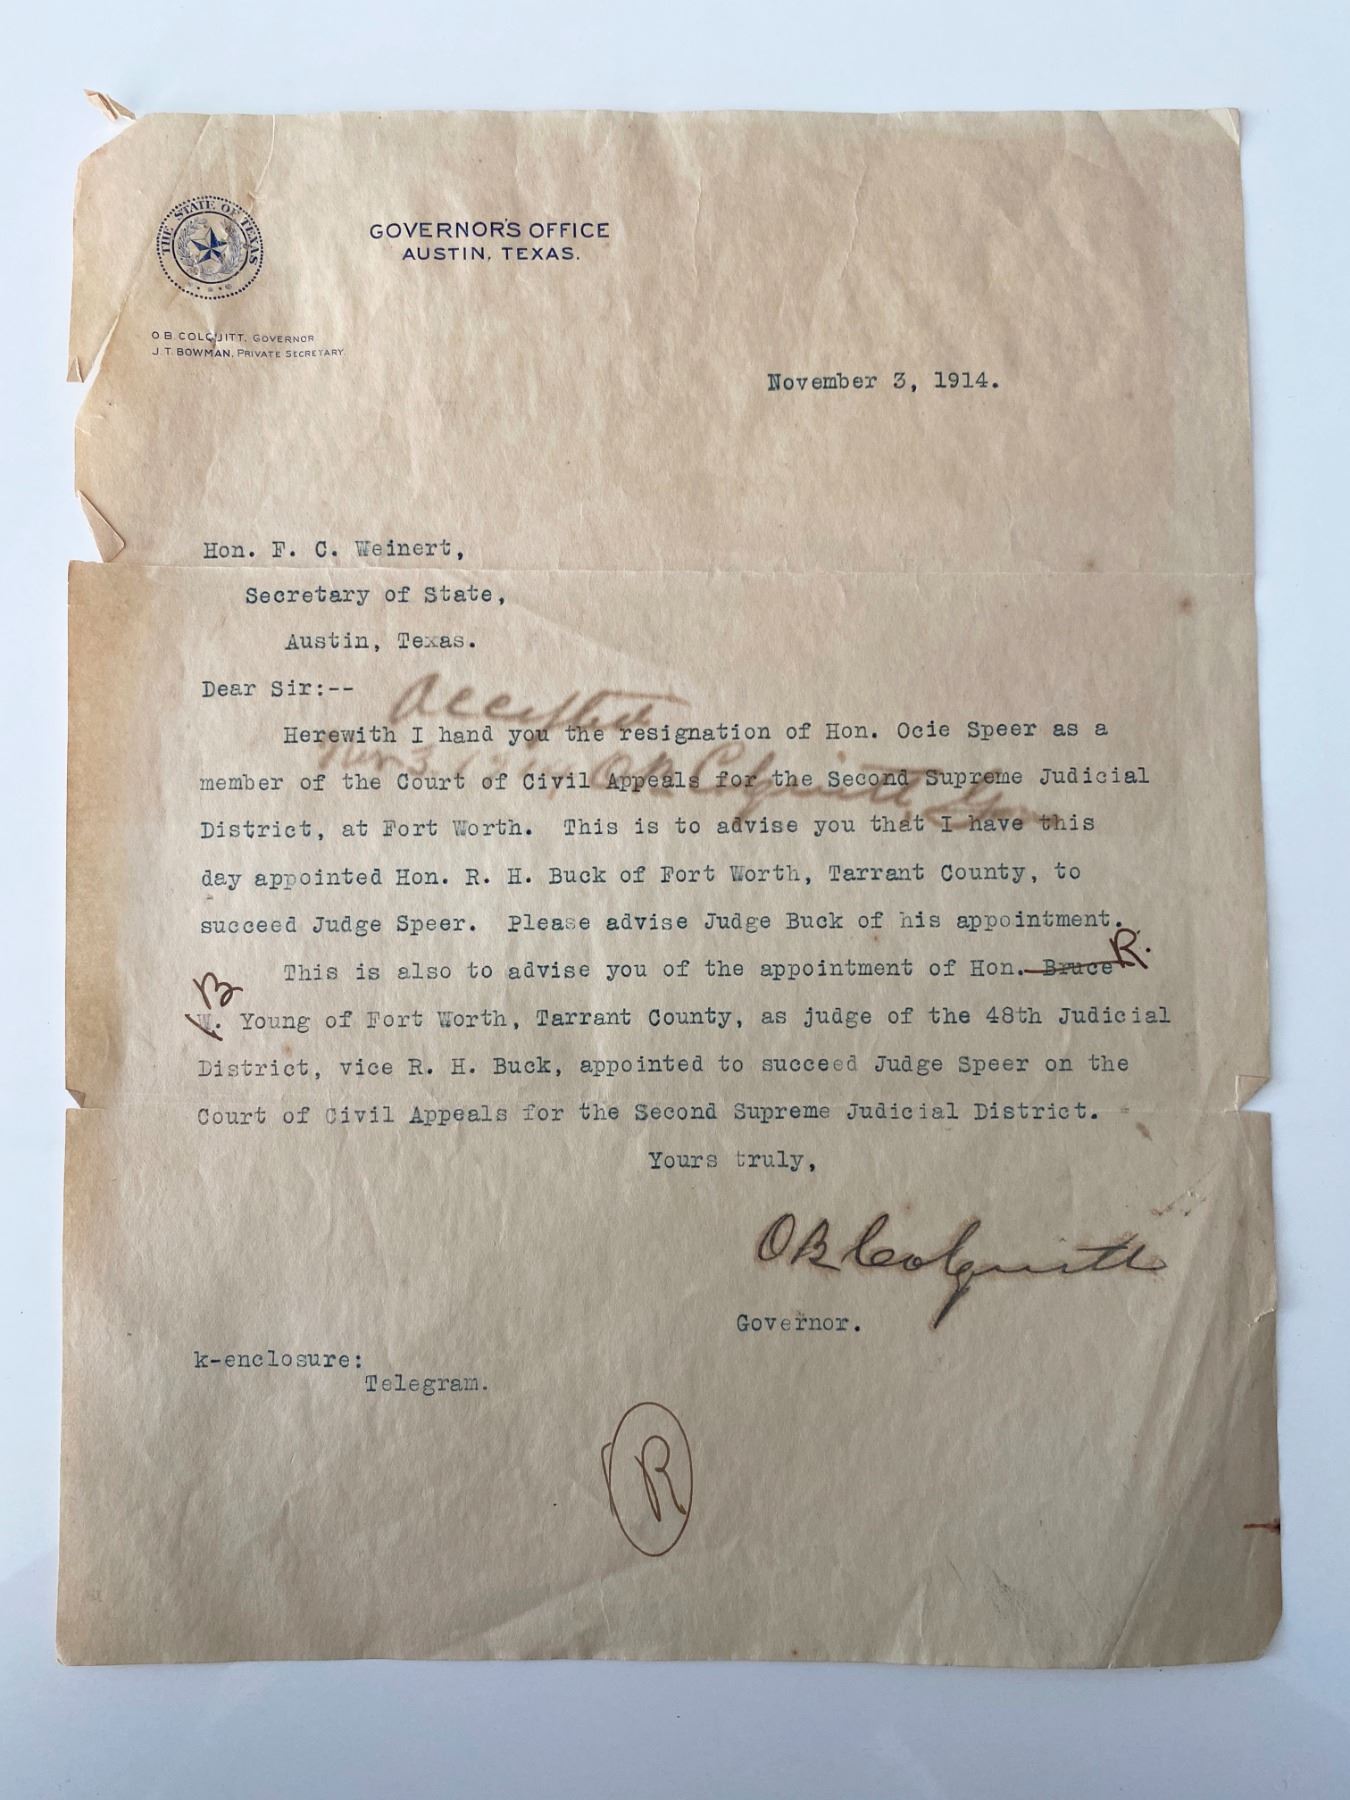 THE STATE OF TEXAS
GOVERNOR'S OFFICE
AUSTIN, TEXAS.
O B COLQUITT, GOVERNOR
J. T. BOWMAN, PRIVATE SECRETARY.
November 3, 1914.
Hon. F. C. Weinert,
Secretary of State,
Austin, Texas.
Dear Sir:--
Accepted
Herewith I hand you the resignation of Hon. Ocie Speer as a
Nov 3/1914 OB Colquitt Gov
member of the Court of Civil Appeals for the Second Supreme Judicial
District, at Fort Worth. This is to advise you that I have this
day appointed Hon. R. H. Buck of Fort Worth, Tarrant County, to
succeed Judge Speer. Please advise Judge Buck of his appointment.
This is also to advise you of the appointment of Hon. Bruce R.
B
W. Young of Fort Worth, Tarrant County, as judge of the 48th Judicial
District, vice R. H. Buck, appointed to succeed Judge Speer on the
Court of Civil Appeals for the Second Supreme Judicial District.
Yours truly,
OB Colquitt
Governor.
k-enclosure:
Telegram.
R